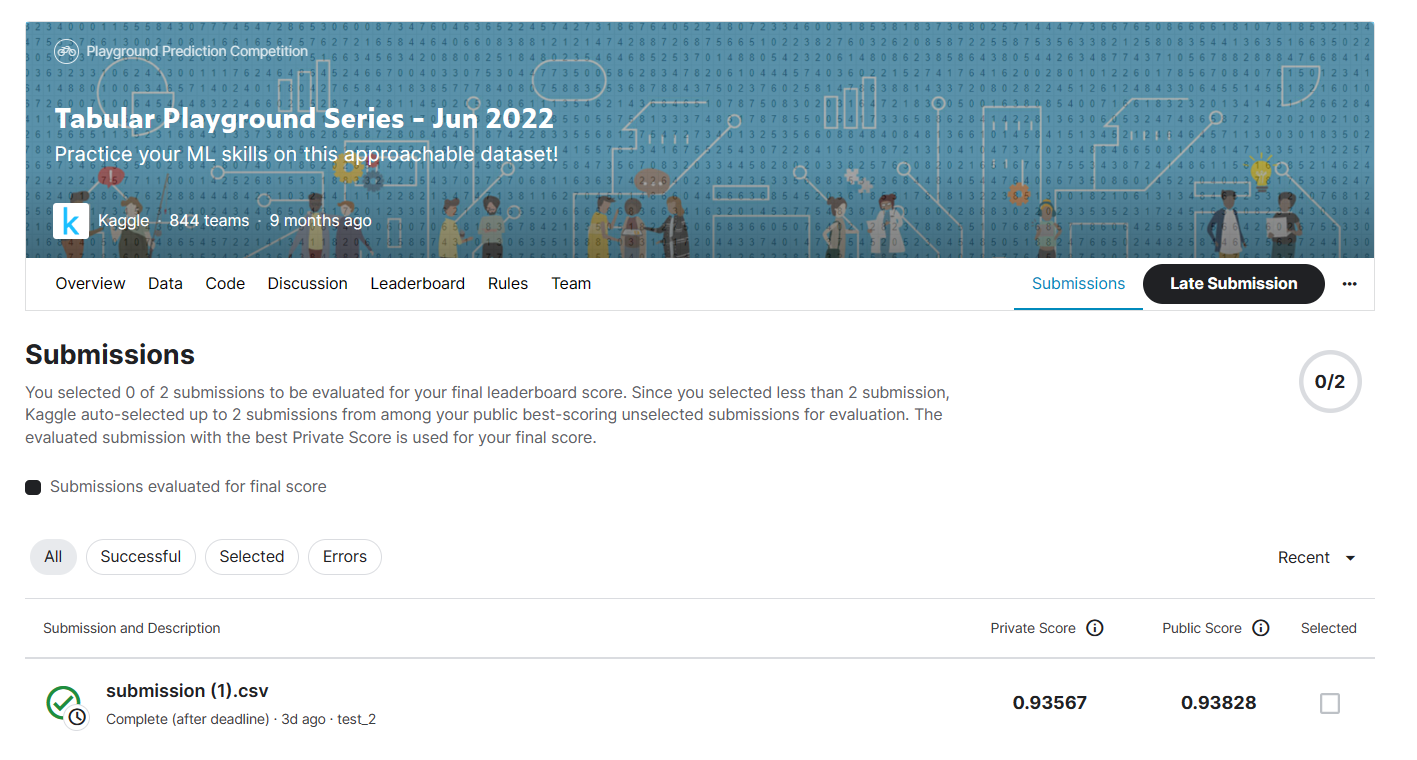 Playground Prediction Competition
Tabular Playground Series - Jun 2022
Practice your ML skills on this approachable dataset!
k Kaggle · 844 teams · 9 months ago
Overview Data Code Discussion Leaderboard Rules Team Submissions Late Submission ...
Submissions
0/2
You selected 0 of 2 submissions to be evaluated for your final leaderboard score. Since you selected less than 2 submission,
Kaggle auto-selected up to 2 submissions from among your public best-scoring unselected submissions for evaluation. The
evaluated submission with the best Private Score is used for your final score.
Submissions evaluated for final score
All Successful Selected Errors Recent
Submission and Description Private Score Public Score Selected
submission (1).csv
0.93567 0.93828
Complete (after deadline) · 3d ago · test_2